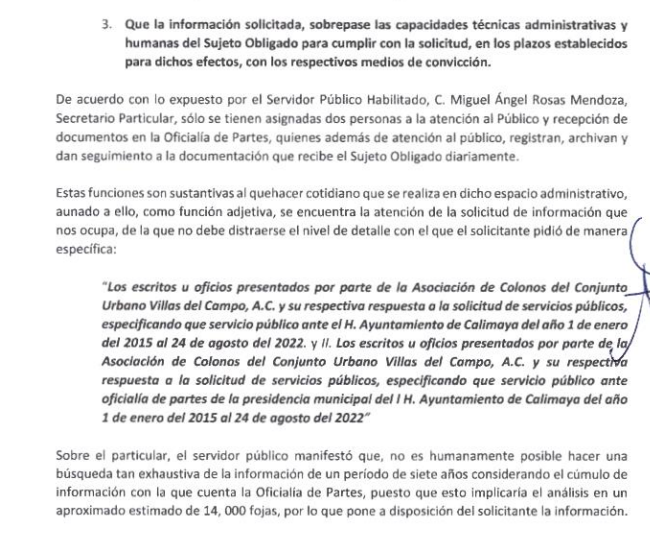 3. Que la información solicitada, sobrepase las capacidades técnicas administrativas y
humanas del Sujeto Obligado para cumplir con la solicitud, en los plazos establecidos
para dichos efectos, con los respectivos medios de convicción.
De acuerdo con lo expuesto por el Servidor Público Habilitado, C. Miguel Ángel Rosas Mendoza,
Secretario Particular, sólo se tienen asignadas dos personas a la atención al Público y recepción de
documentos en la Oficialía de Partes, quienes además de atención al público, registran, archivan y
dan seguimiento a la documentación que recibe el Sujeto Obligado diariamente.
Estas funciones son sustantivas al quehacer cotidiano que se realiza en dicho espacio administrativo,
aunado a ello, como función adjetiva, se encuentra la atención de la solicitud de información que
nos ocupa, de la que no debe distraerse el nivel de detalle con el que el solicitante pidió de manera
específica:
"Los escritos u oficios presentados por parte de la Asociación de Colonos del Conjunto
Urbano Villas del Campo, A.C. y su respectiva respuesta a la solicitud de servicios públicos,
especificando que servicio público ante el H. Ayuntamiento de Calimaya del año 1 de enero
del 2015 al 24 de agosto del 2022. y II. Los escritos u oficios presentados por parte de la
Asociación de Colonos del Conjunto Urbano Villas del Campo, A.C. y su respectiva
respuesta a la solicitud de servicios públicos, especificando que servicio público ante
oficialía de partes de la presidencia municipal del l H. Ayuntamiento de Calimaya del año
1 de enero del 2015 al 24 de agosto del 2022"
Sobre el particular, el servidor público manifestó que, no es humanamente posible hacer una
búsqueda tan exhaustiva de la información de un período de siete años considerando el cúmulo de
información con la que cuenta la Oficialía de Partes, puesto que esto implicaría el análisis en un
aproximado estimado de 14, 000 fojas, por lo que pone a disposición del solicitante la información.